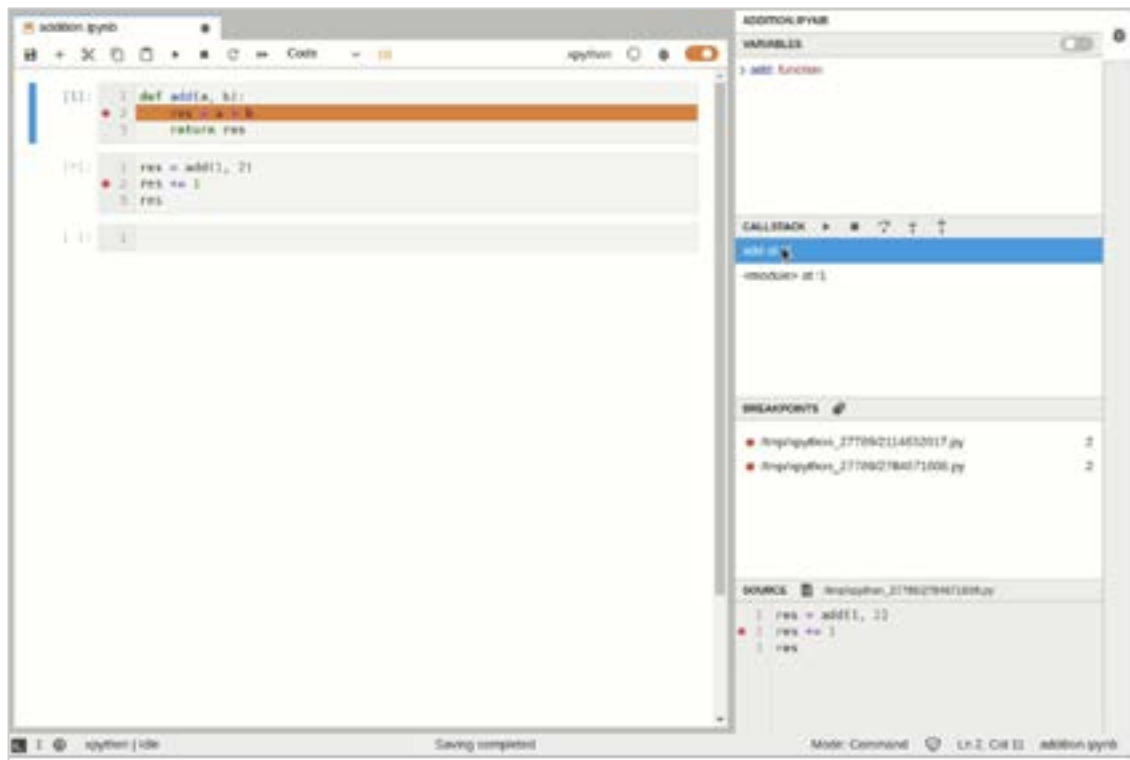 addition.ipynb
Code
xpython
[1]:
1 def add(a, b):
2 res = a + b
3 return res
[*]:
1 res = add(1, 2)
2 res += 1
3 res
[ ]:
1
ADDITION.IPYNB
VARIABLES
add: function
CALLSTACK
add at
<module> at :1
BREAKPOINTS
2
2
SOURCE
1 res = add(1, 2)
2 res += 1
3 res
1
xpython | Idle
Saving completed
Mode: Command
Ln 2, Col 11
addition.ipynb